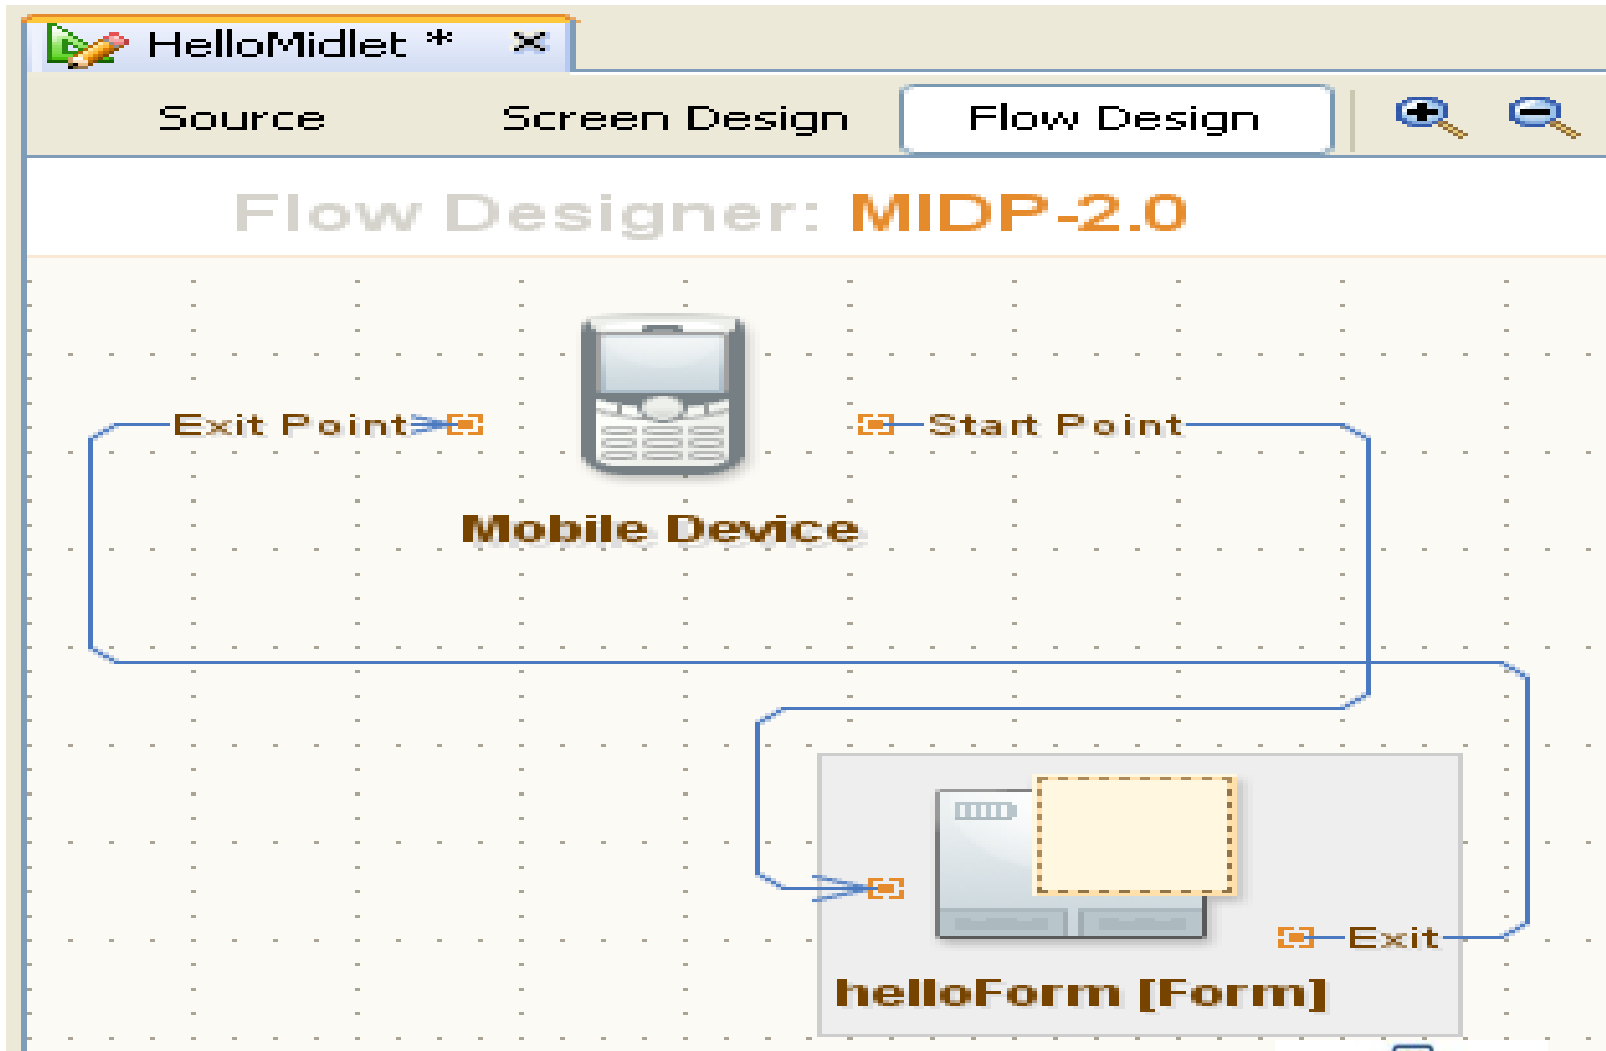 HelloMidlet *
Source Screen Design Flow Design
Flow Designer: MIDP-2.0
Exit Point Start Point
Mobile Device
Exit
helloForm [Form]